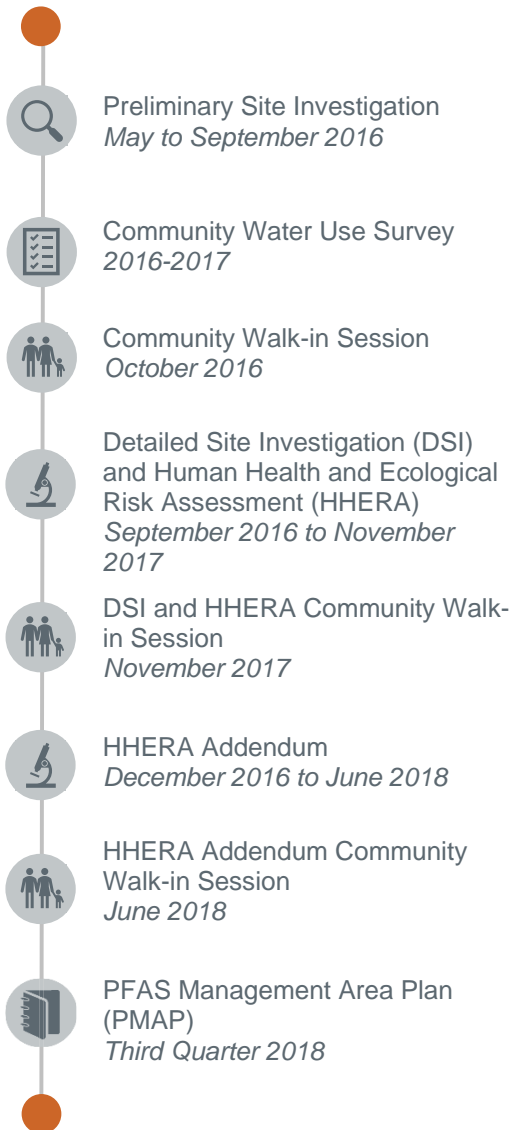 Preliminary Site Investigation
May to September 2016
Community Water Use Survey
2016-2017
Community Walk-in Session
October 2016
Detailed Site Investigation (DSI)
and Human Health and Ecological
Risk Assessment (HHERA)
September 2016 to November
2017
DSI and HHERA Community Walk-
in Session
November 2017
HHERA Addendum
December 2016 to June 2018
HHERA Addendum Community
Walk-in Session
June 2018
PFAS Management Area Plan
(PMAP)
Third Quarter 2018